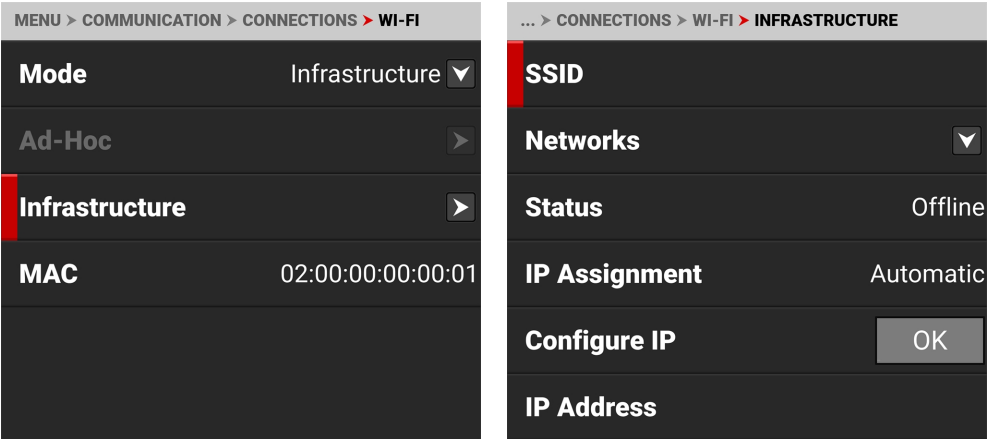 MENU > COMMUNICATION > CONNECTIONS > WI-FI
Mode Infrastructure
Ad-Hoc
Infrastructure
MAC 02:00:00:00:00:01
... > CONNECTIONS > WI-FI > INFRASTRUCTURE
SSID
Networks
Status Offline
IP Assignment Automatic
Configure IP OK
IP Address